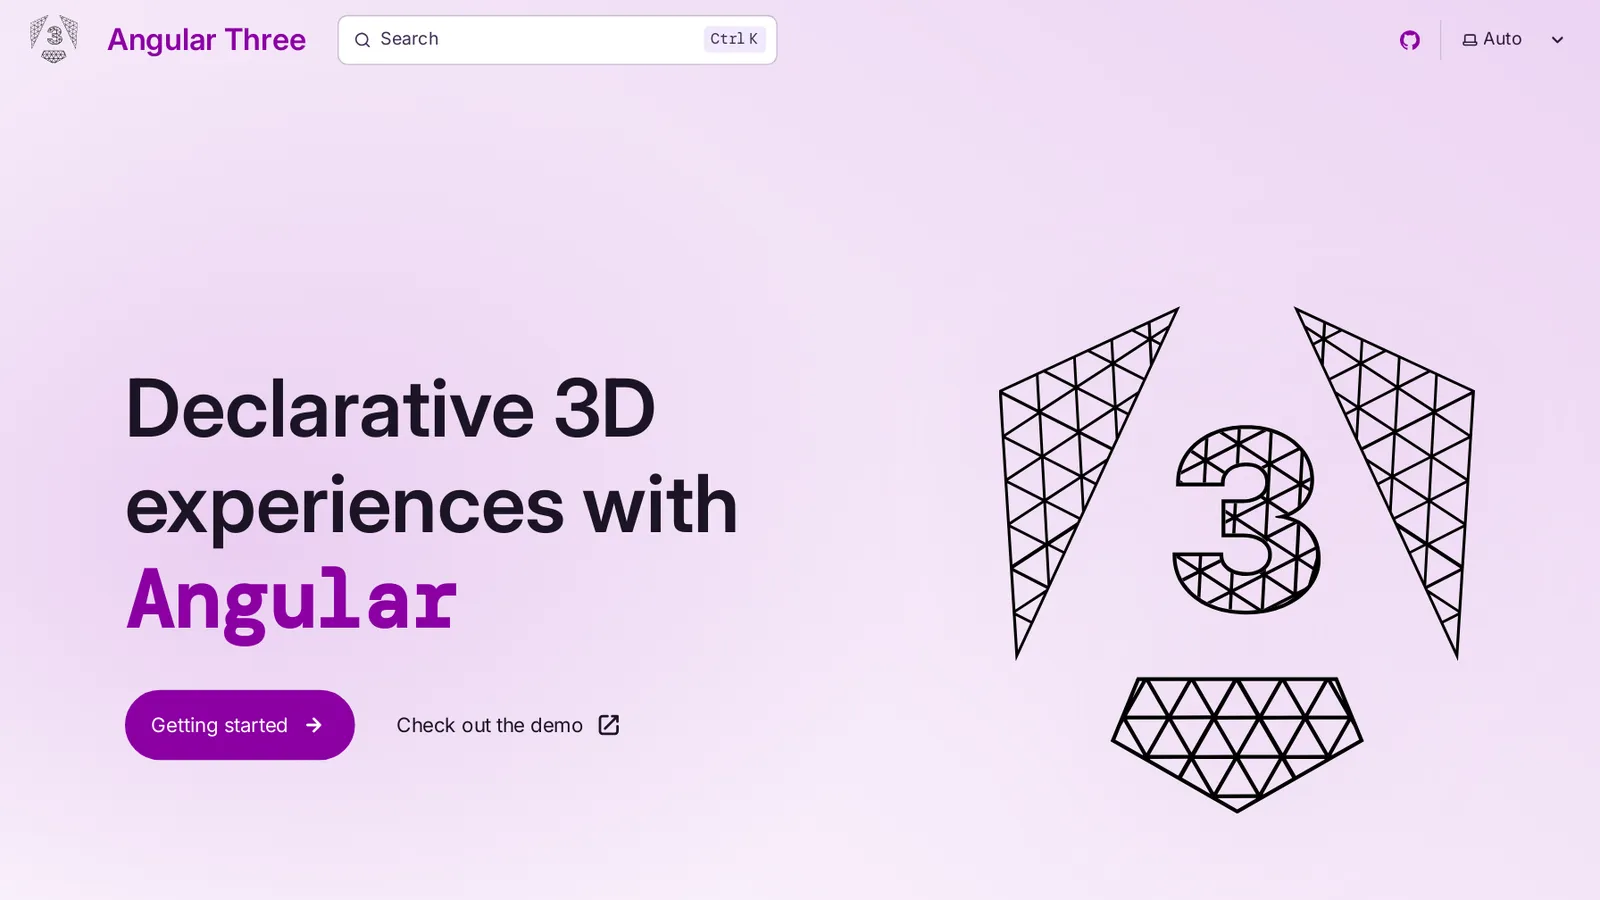 Angular Three
Search
Ctrl K
Auto
Declarative 3D
experiences with
Angular
Getting started
Check out the demo
3